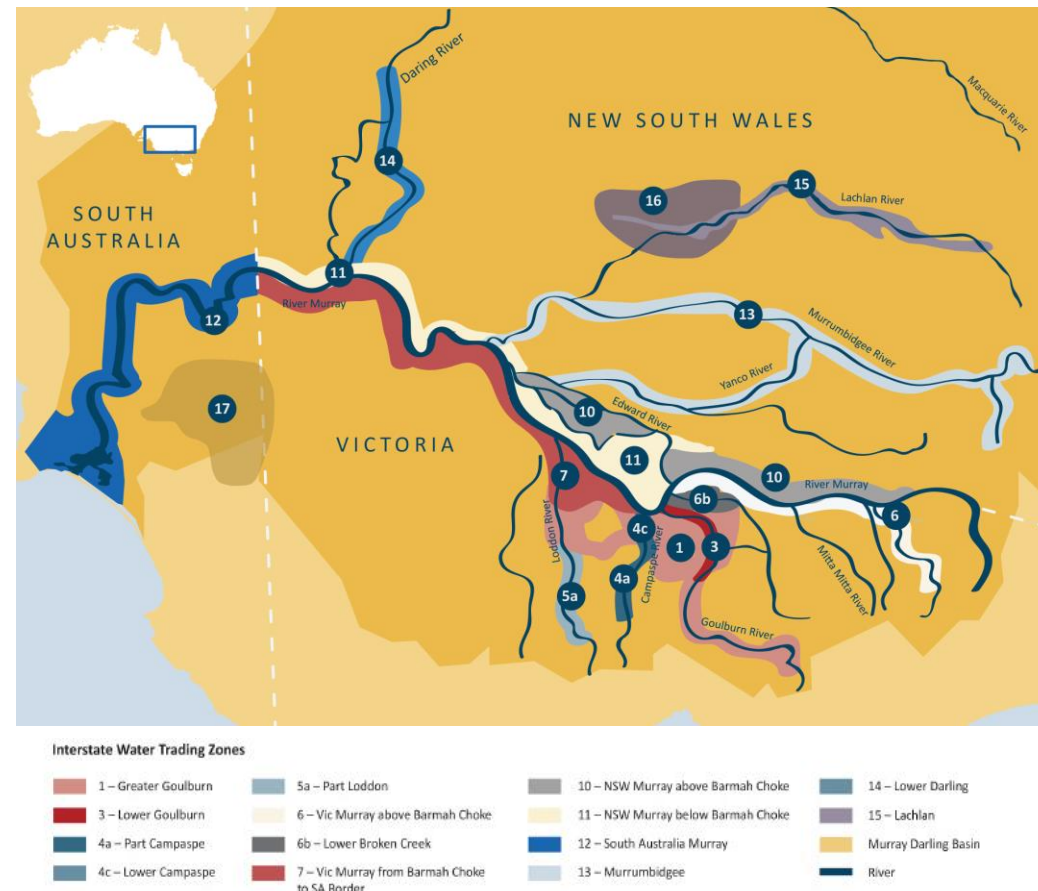 Daring River
Macquarie River
NEW SOUTH WALES
14
16
15
Lachlan River
SOUTH
AUSTRALIA
11
River Murray
12
13
Murrumbidgee River
Yanco River
17
10
Edward River
VICTORIA
11
7
10
River Murray
6b
6
4c
Loddon River
Campaspe River
1
3
Mitta Mitta River
4a
5a
Goulburn River
Interstate Water Trading Zones
1 – Greater Goulburn
3 – Lower Goulburn
4a – Part Campaspe
4c – Lower Campaspe
5a – Part Loddon
6 – Vic Murray above Barmah Choke
6b – Lower Broken Creek
7 – Vic Murray from Barmah Choke
to SA Border
10 – NSW Murray above Barmah Choke
11 – NSW Murray below Barmah Choke
12 – South Australia Murray
13 – Murrumbidgee
14 – Lower Darling
15 – Lachlan
Murray Darling Basin
River